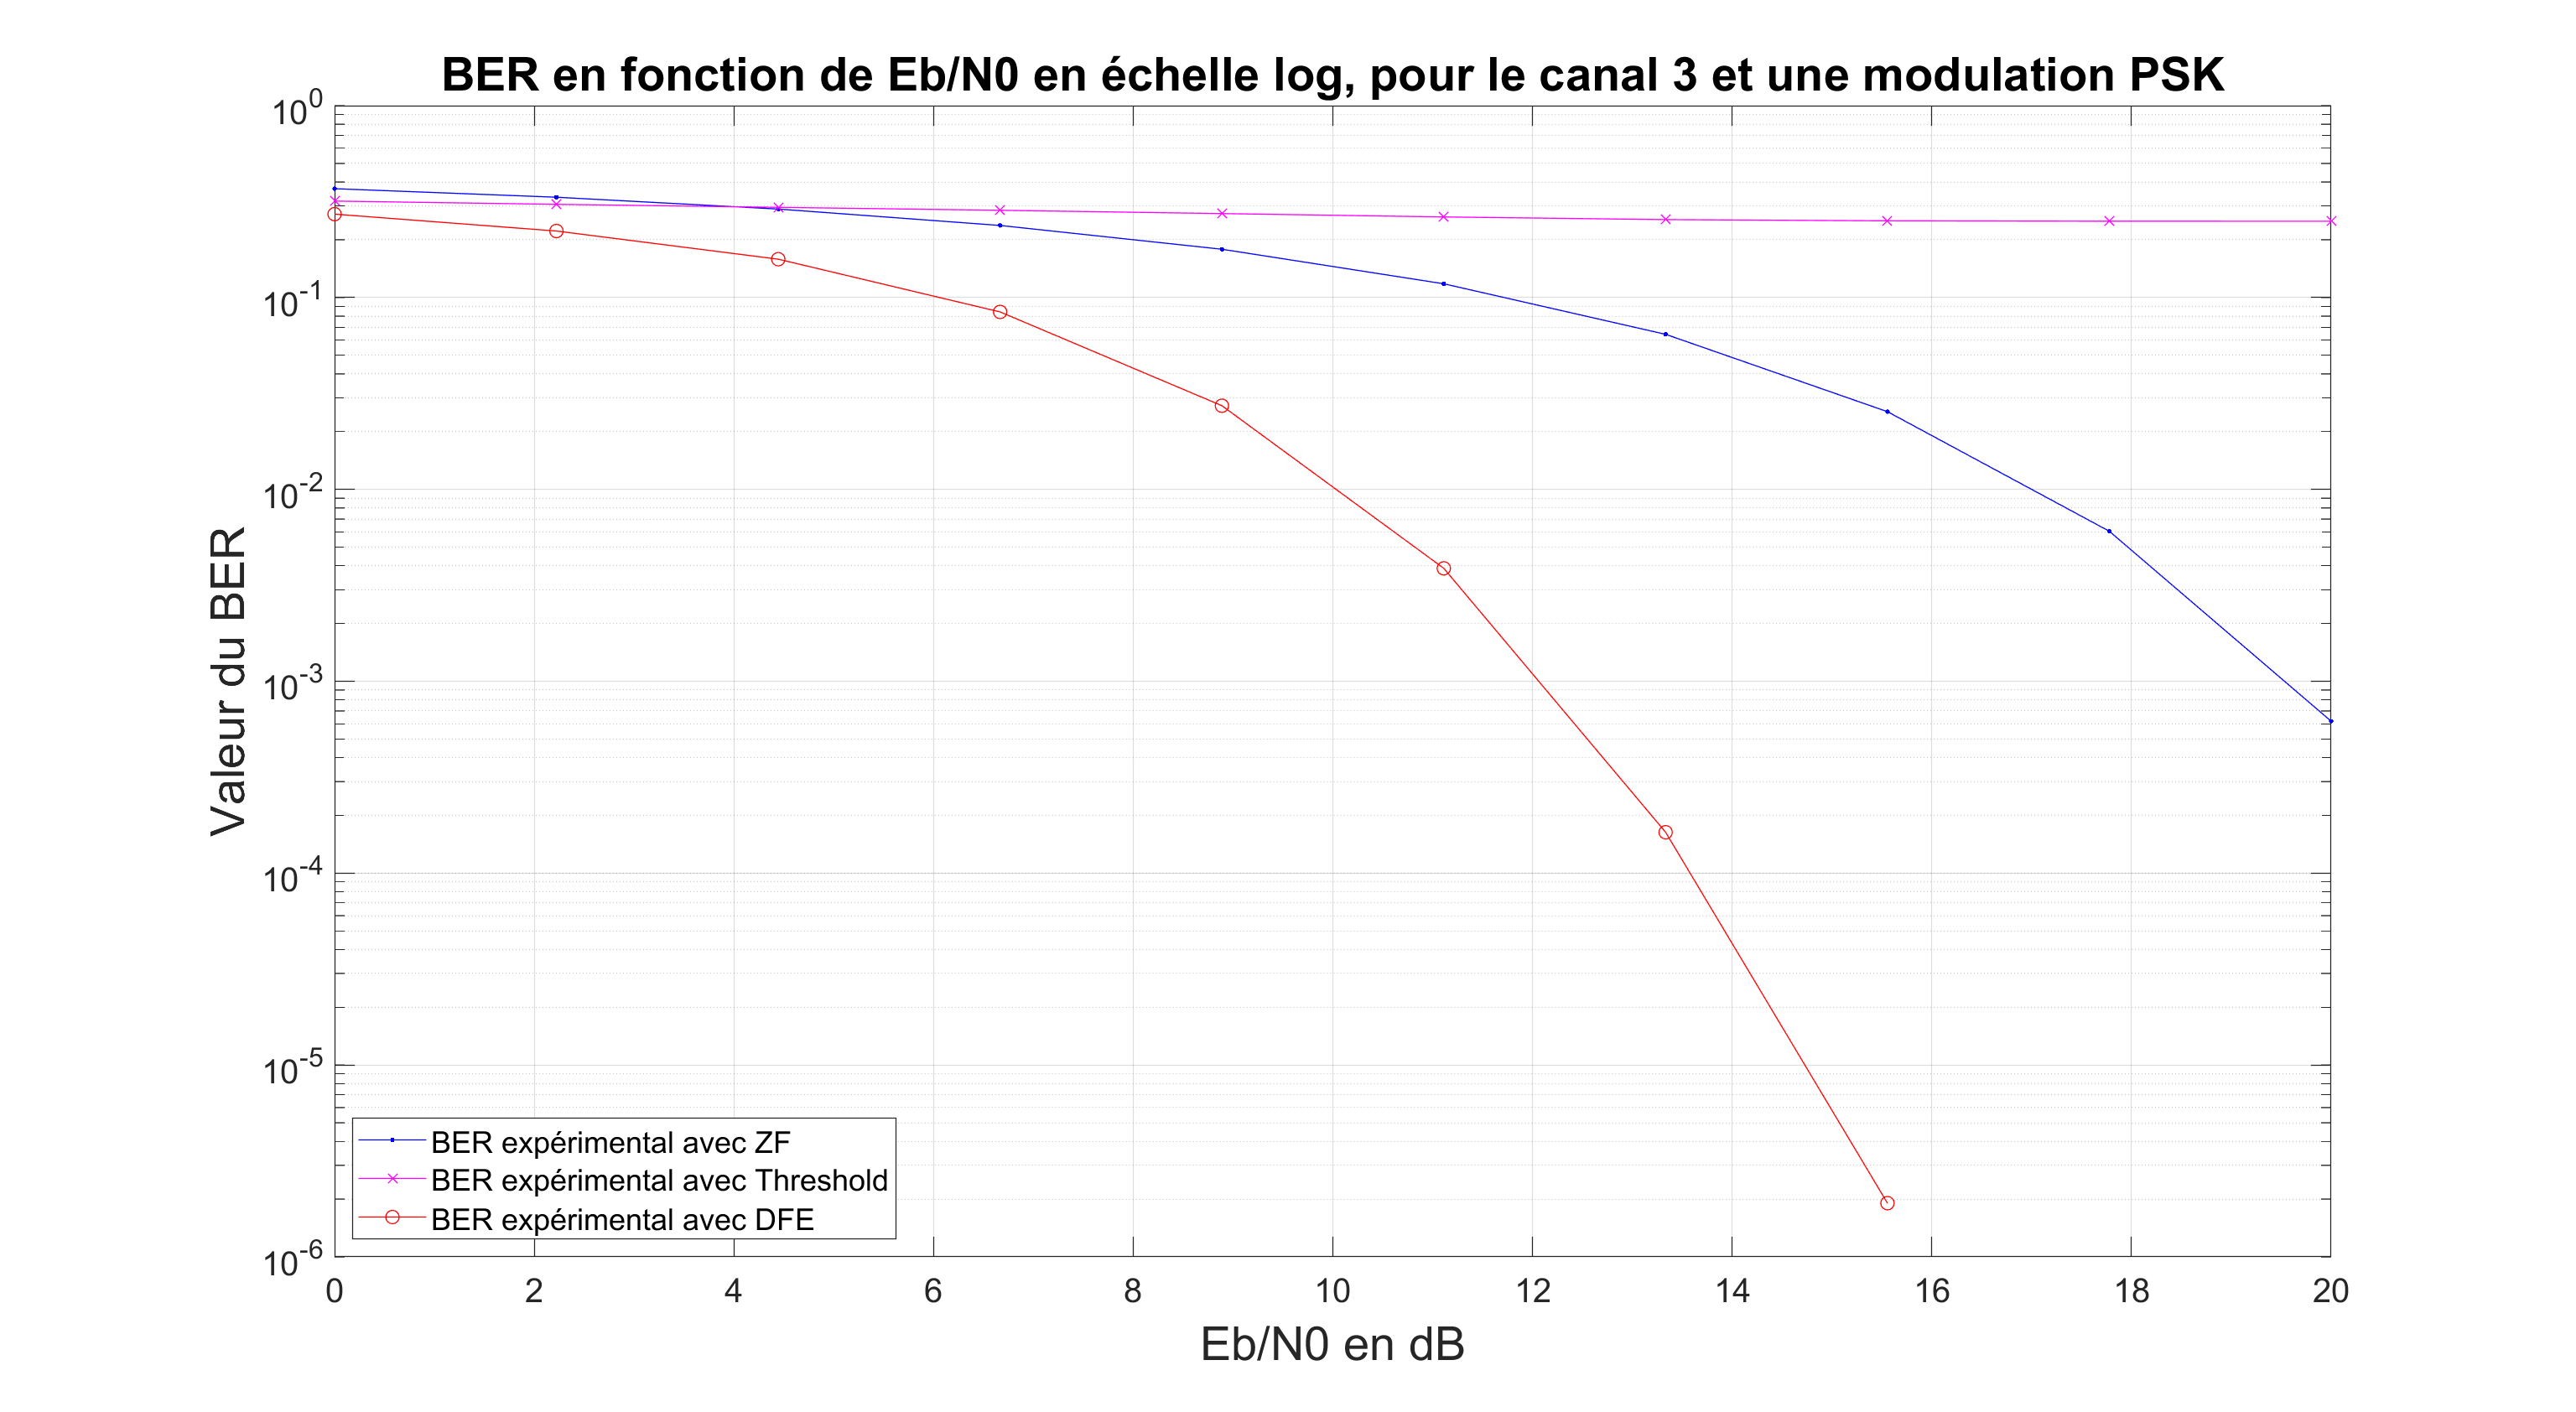 BER en fonction de Eb/N0 en échelle log, pour le canal 3 et une modulation PSK
10^0
10^-1
10^-2
10^-3
10^-4
10^-5
10^-6
Valeur du BER
BER expérimental avec ZF
BER expérimental avec Threshold
BER expérimental avec DFE
0 2 4 6 8 10 12 14 16 18 20
Eb/N0 en dB